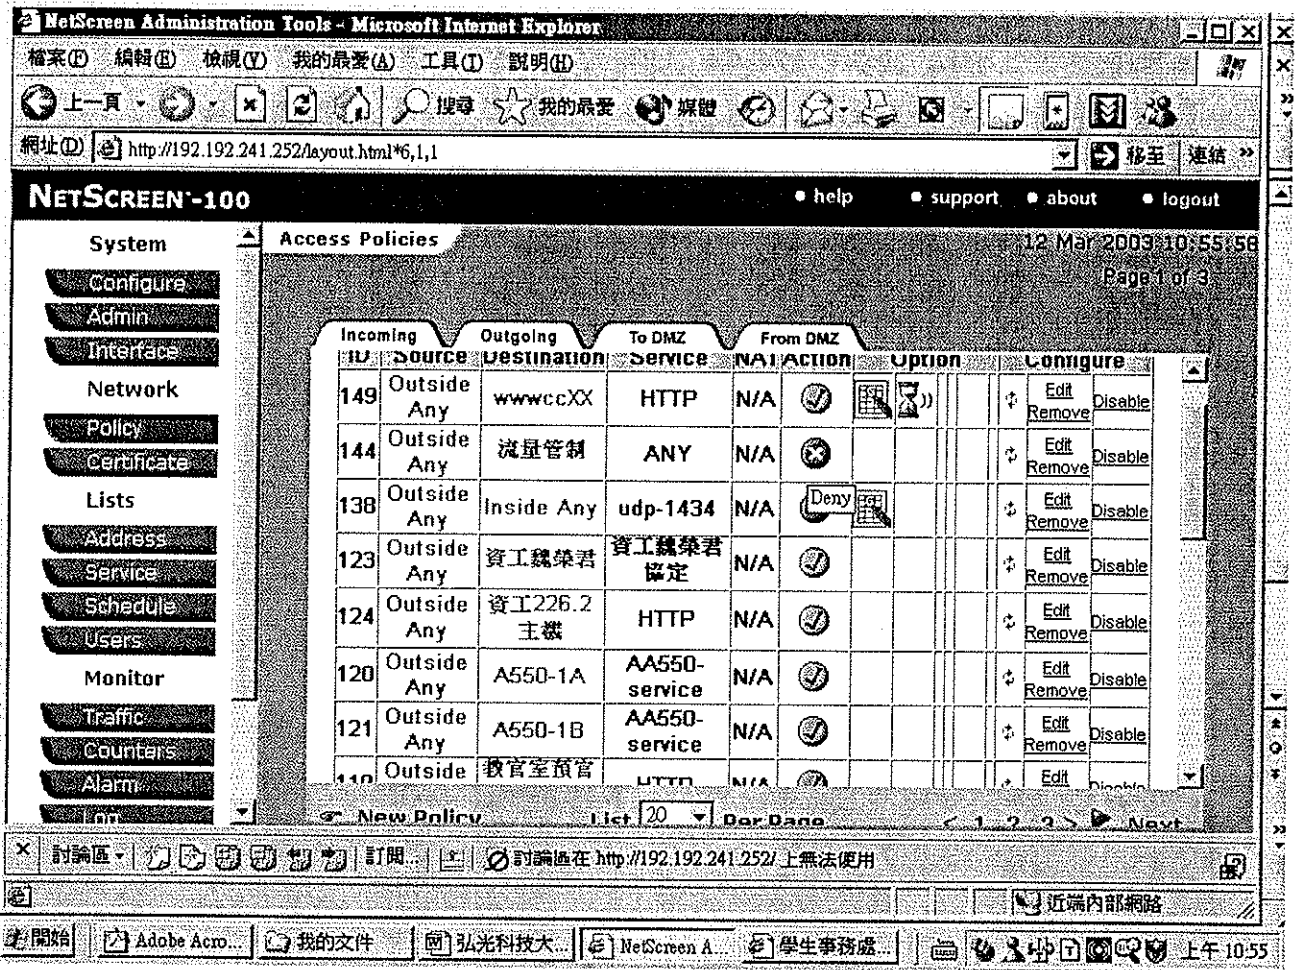 NetScreen Administration Tools - Microsoft Internet Explorer
檔案(F) 編輯(E) 檢視(V) 我的最愛(A) 工具(T) 說明(H)
上一頁 搜尋 我的最愛 媒體
網址(D) http://192.192.241.252/layout.html*6,1,1 移至 連結 »
NETSCREEN-100 help support about logout
System
Configure
Admin
Interface
Network
Policy
Certificate
Lists
Address
Service
Schedule
Users
Monitor
Traffic
Counters
Alarm
Log
Access Policies 12 Mar 2003 10:55:56
Page 1 of 3
Incoming Outgoing To DMZ From DMZ
ID Source Destination Service NAT Action Option Configure
149 Outside Any wwwccXX HTTP N/A Edit Remove Disable
144 Outside Any 流量管制 ANY N/A Edit Remove Disable
138 Outside Any Inside Any udp-1434 N/A Deny Edit Remove Disable
123 Outside Any 資工魏榮君 資工魏榮君協定 N/A Edit Remove Disable
124 Outside Any 資工226.2主機 HTTP N/A Edit Remove Disable
120 Outside Any A550-1A AA550-service N/A Edit Remove Disable
121 Outside Any A550-1B AA550-service N/A Edit Remove Disable
Outside 教官室預官 HTTP N/A Edit Disable
New Policy List 20 Per Page < 1 2 3 > Next
討論區 訂閱... 討論區在 http://192.192.241.252/ 上無法使用
近端內部網路
開始 Adobe Acro... 我的文件 弘光科技大... NetScreen A... 學生事務處... 上午 10:55